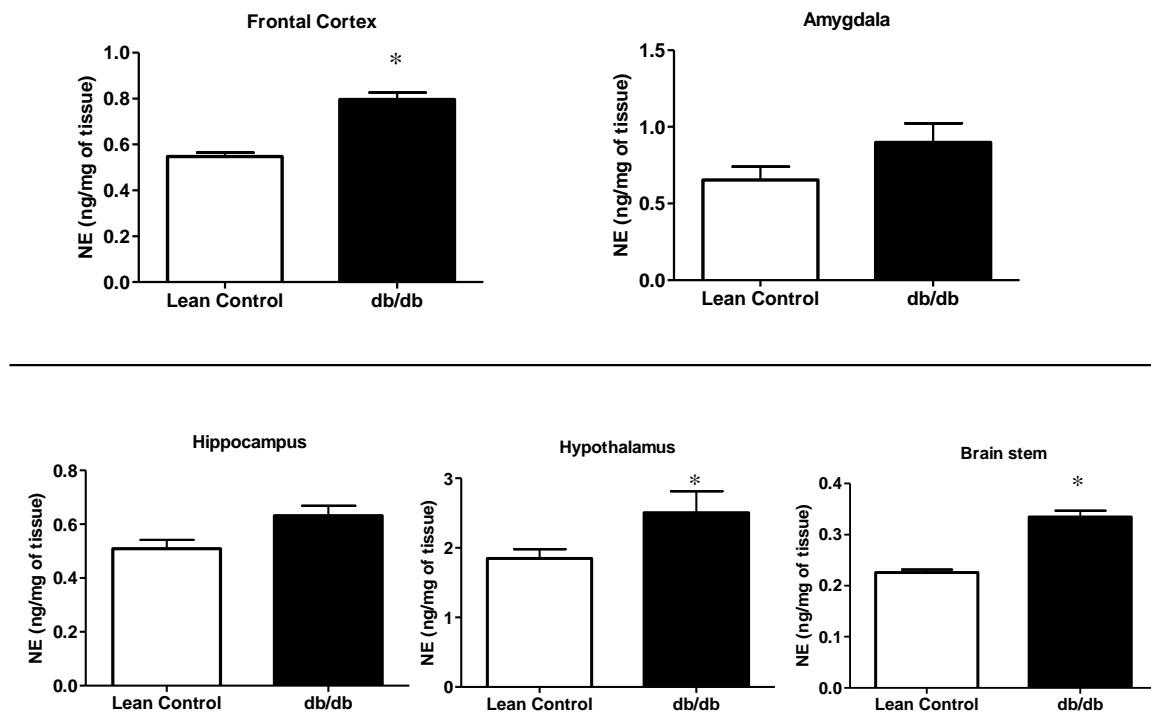 Frontal Cortex
NE (ng/mg of tissue)
1.0
0.8
0.6
0.4
0.2
0.0
*
Lean Control
db/db
Amygdala
NE (ng/mg of tissue)
1.5
1.0
0.5
0.0
Lean Control
db/db
Hippocampus
NE (ng/mg of tissue)
0.8
0.6
0.4
0.2
0.0
Lean Control
db/db
Hypothalamus
NE (ng/mg of tissue)
3
2
1
0
*
Lean Control
db/db
Brain stem
NE (ng/mg of tissue)
0.4
0.3
0.2
0.1
0.0
*
Lean Control
db/db